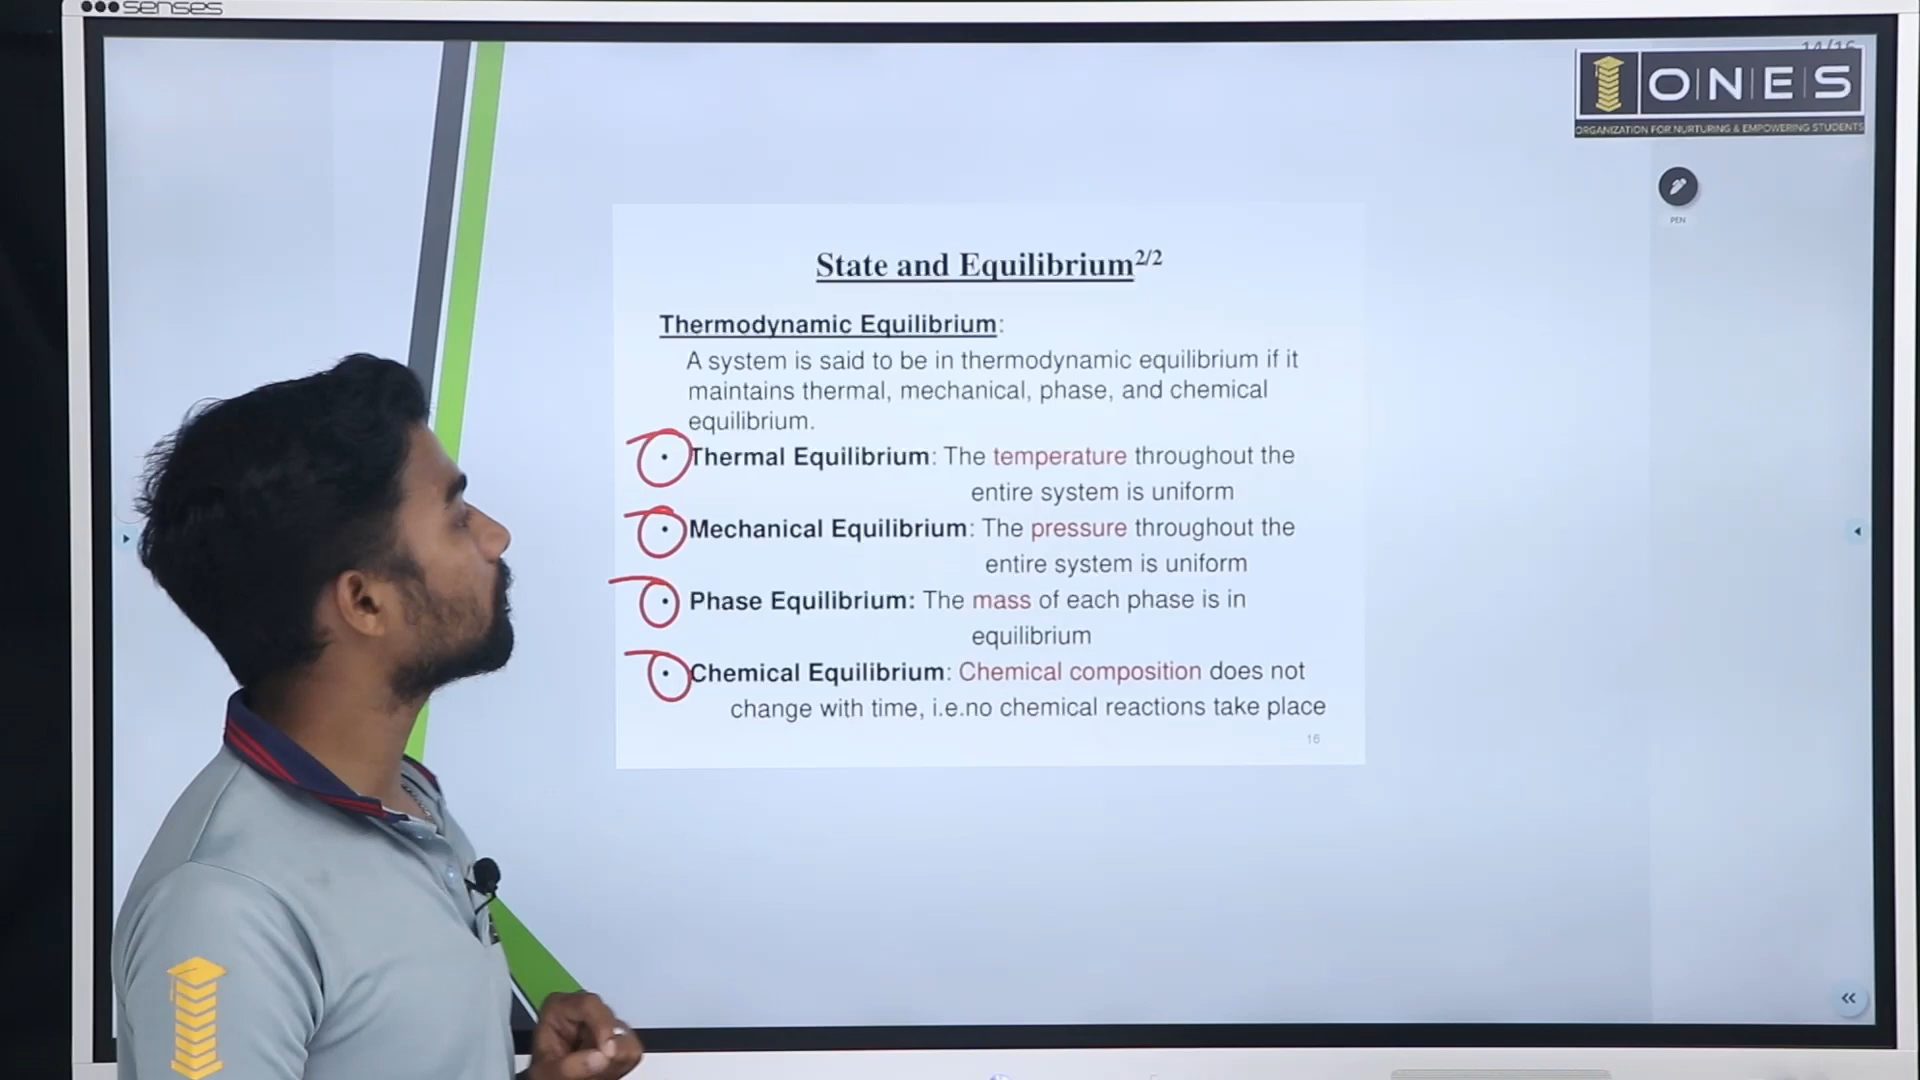 senses
14/16
ONES
ORGANIZATION FOR NURTURING & EMPOWERING STUDENTS
PEN
State and Equilibrium2/2
Thermodynamic Equilibrium:
A system is said to be in thermodynamic equilibrium if it
maintains thermal, mechanical, phase, and chemical
equilibrium.
• Thermal Equilibrium: The temperature throughout the
entire system is uniform
• Mechanical Equilibrium: The pressure throughout the
entire system is uniform
• Phase Equilibrium: The mass of each phase is in
equilibrium
• Chemical Equilibrium: Chemical composition does not
change with time, i.e.no chemical reactions take place
16